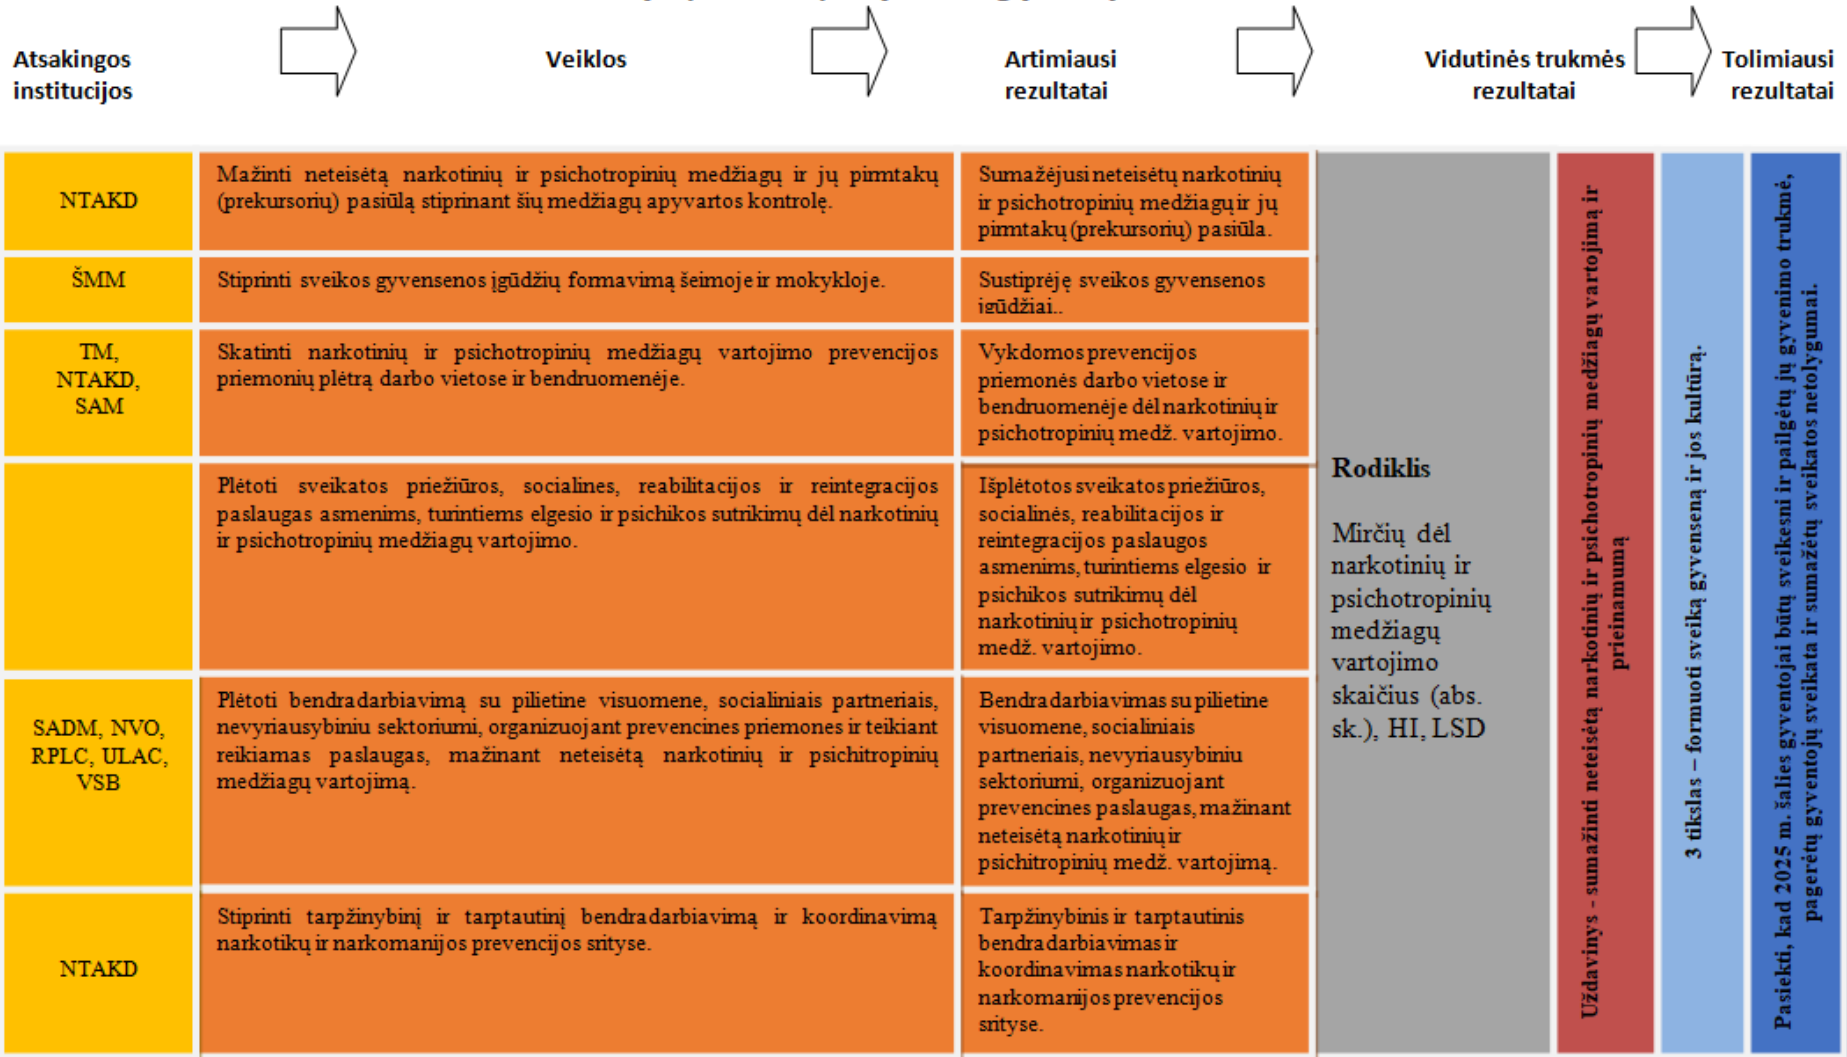 Atsakingos
institucijos
Veiklos
Artimiausi
rezultatai
Vidutinės trukmės
rezultatai
Tolimiausi
rezultatai
NTAKD
Mažinti neteisėtą narkotinių ir psichotropinių medžiagų ir jų pirmtakų
(prekursorių) pasiūlą stiprinant šių medžiagų apyvartos kontrolę.
Sumažėjusi neteisėtų narkotinių
ir psichotropinių medžiagų ir jų
pirmtakų (prekursorių) pasiūla.
ŠMM
Stiprinti sveikos gyvensenos įgūdžių formavimą šeimoje ir mokykloje.
Sustiprėję sveikos gyvensenos
įgūdžiai..
TM,
NTAKD,
SAM
Skatinti narkotinių ir psichotropinių medžiagų vartojimo prevencijos
priemonių plėtrą darbo vietose ir bendruomenėje.
Vykdomos prevencijos
priemonės darbo vietose ir
bendruomenėje dėl narkotinių ir
psichotropinių medž. vartojimo.
Plėtoti sveikatos priežiūros, socialines, reabilitacijos ir reintegracijos
paslaugas asmenims, turintiems elgesio ir psichikos sutrikimų dėl narkotinių
ir psichotropinių medžiagų vartojimo.
Išplėtotos sveikatos priežiūros,
socialinės, reabilitacijos ir
reintegracijos paslaugos
asmenims, turintiems elgesio ir
psichikos sutrikimų dėl
narkotinių ir psichotropinių
medž. vartojimo.
SADM, NVO,
RPLC, ULAC,
VSB
Plėtoti bendradarbiavimą su pilietine visuomene, socialiniais partneriais,
nevyriausybiniu sektoriumi, organizuojant prevencines priemones ir teikiant
reikiamas paslaugas, mažinant neteisėtą narkotinių ir psichitropinių
medžiagų vartojimą.
Bendradarbiavimas su pilietine
visuomene, socialiniais
partneriais, nevyriausybiniu
sektoriumi, organizuojant
prevencines paslaugas, mažinant
neteisėtą narkotinių ir
psichitropinių medž. vartojimą.
NTAKD
Stiprinti tarpžinybinį ir tarptautinį bendradarbiavimą ir koordinavimą
narkotikų ir narkomanijos prevencijos srityse.
Tarpžinybinis ir tarptautinis
bendradarbiavimas ir
koordinavimas narkotikų ir
narkomanijos prevencijos
srityse.
Rodiklis
Mirčių dėl
narkotinių ir
psichotropinių
medžiagų
vartojimo
skaičius (abs.
sk.), HI, LSD
Uždavinys - sumažinti neteisėtą narkotinių ir psichotropinių medžiagų vartojimą ir
prieinamumą
3 tikslas – formuoti sveiką gyvenseną ir jos kultūrą.
Pasiekti, kad 2025 m. šalies gyventojai būtų sveikesni ir pailgėtų jų gyvenimo trukmė,
pagerėtų gyventojų sveikata ir sumažėtų sveikatos netolygumai.